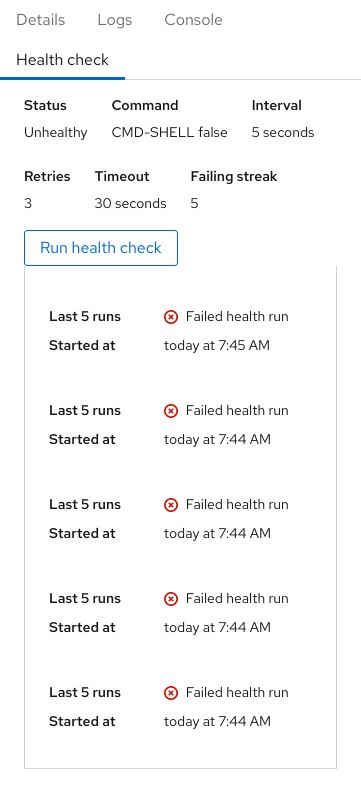 Details Logs Console
Health check
Status Command Interval
Unhealthy CMD-SHELL false 5 seconds
Retries Timeout Failing streak
3 30 seconds 5
Run health check
Last 5 runs Failed health run
Started at today at 7:45 AM
Last 5 runs Failed health run
Started at today at 7:44 AM
Last 5 runs Failed health run
Started at today at 7:44 AM
Last 5 runs Failed health run
Started at today at 7:44 AM
Last 5 runs Failed health run
Started at today at 7:44 AM